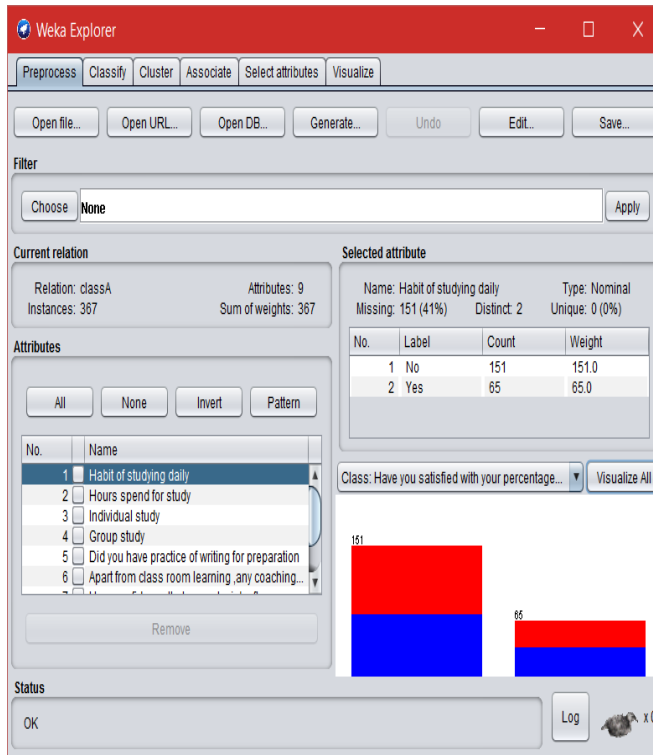 Weka Explorer
Preprocess Classify Cluster Associate Select attributes Visualize
Open file... Open URL... Open DB... Generate... Undo Edit... Save...
Filter
Choose None Apply
Current relation
Relation: classA Attributes: 9
Instances: 367 Sum of weights: 367
Selected attribute
Name: Habit of studying daily Type: Nominal
Missing: 151 (41%) Distinct: 2 Unique: 0 (0%)
No. Label Count Weight
1 No 151 151.0
2 Yes 65 65.0
Attributes
All None Invert Pattern
No. Name
1 Habit of studying daily
2 Hours spend for study
3 Individual study
4 Group study
5 Did you have practice of writing for preparation
6 Apart from class room learning ,any coaching...
Remove
Class: Have you satisfied with your percentage... Visualize All
151
65
Status
OK
Log